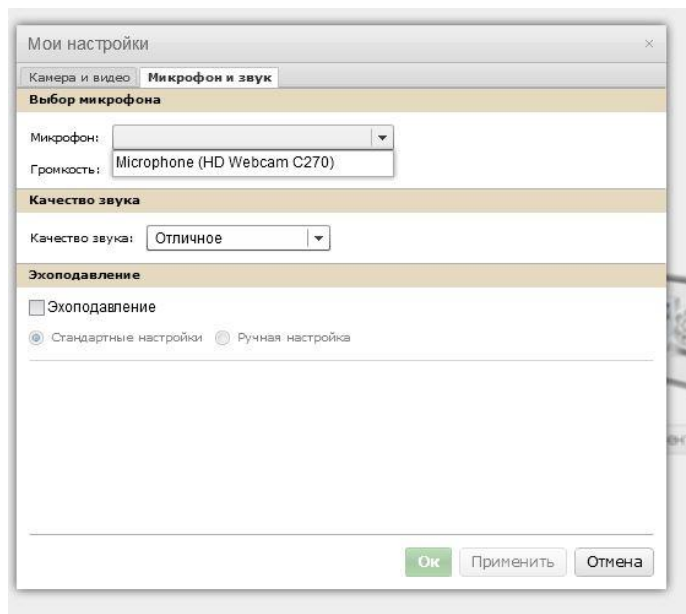 Мои настройки
Камера и видео Микрофон и звук
Выбор микрофона
Микрофон:
Microphone (HD Webcam C270)
Громкость:
Качество звука
Качество звука: Отличное
Эхоподавление
Эхоподавление
Стандартные настройки Ручная настройка
Ок Применить Отмена